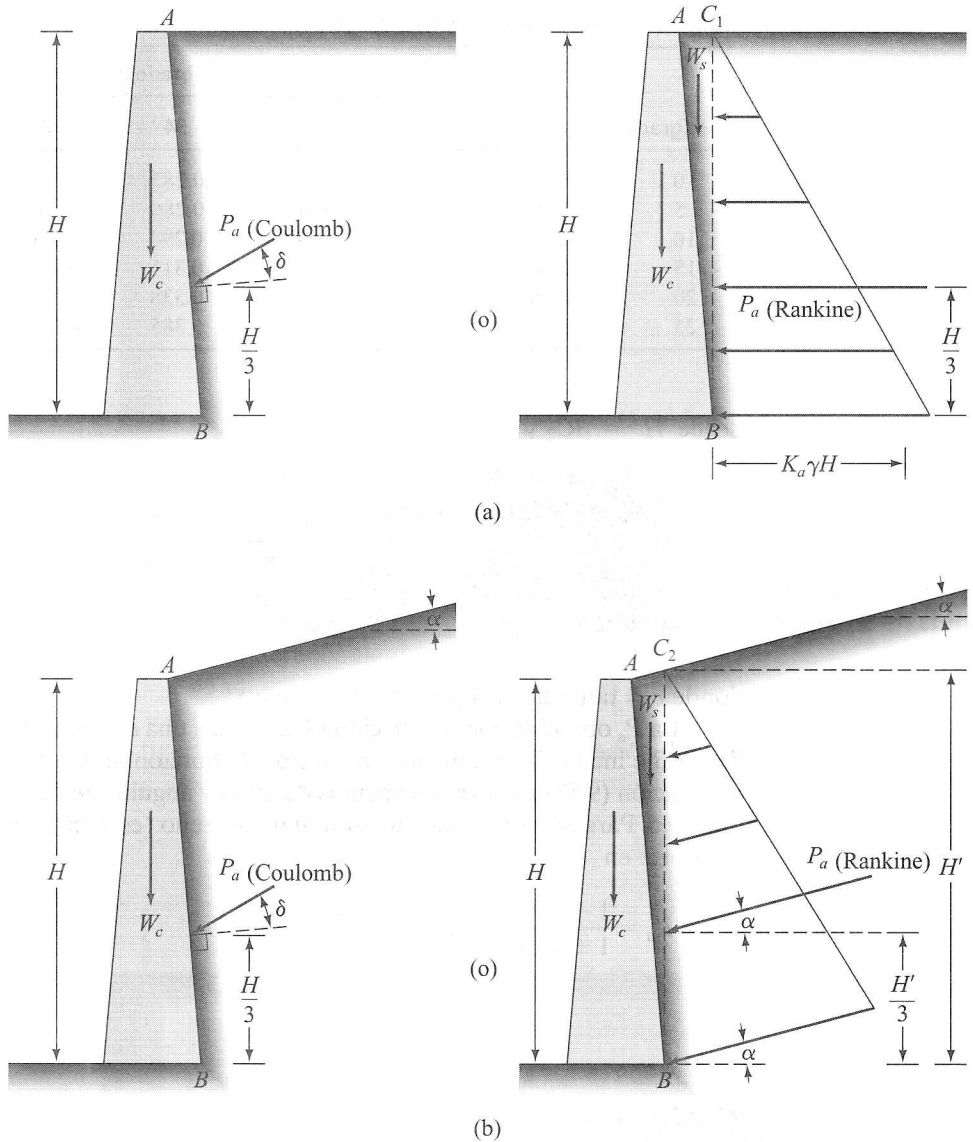 A
H
W_c
P_a (Coulomb)
δ
H/3
B
(o)
A C_1
H
W_s
W_c
P_a (Rankine)
H/3
B
K_a γH
(a)
A
α
H
W_c
P_a (Coulomb)
δ
H/3
B
(o)
A C_2
α
H
W_s
W_c
P_a (Rankine)
α
H'
H'/3
α
B
(b)